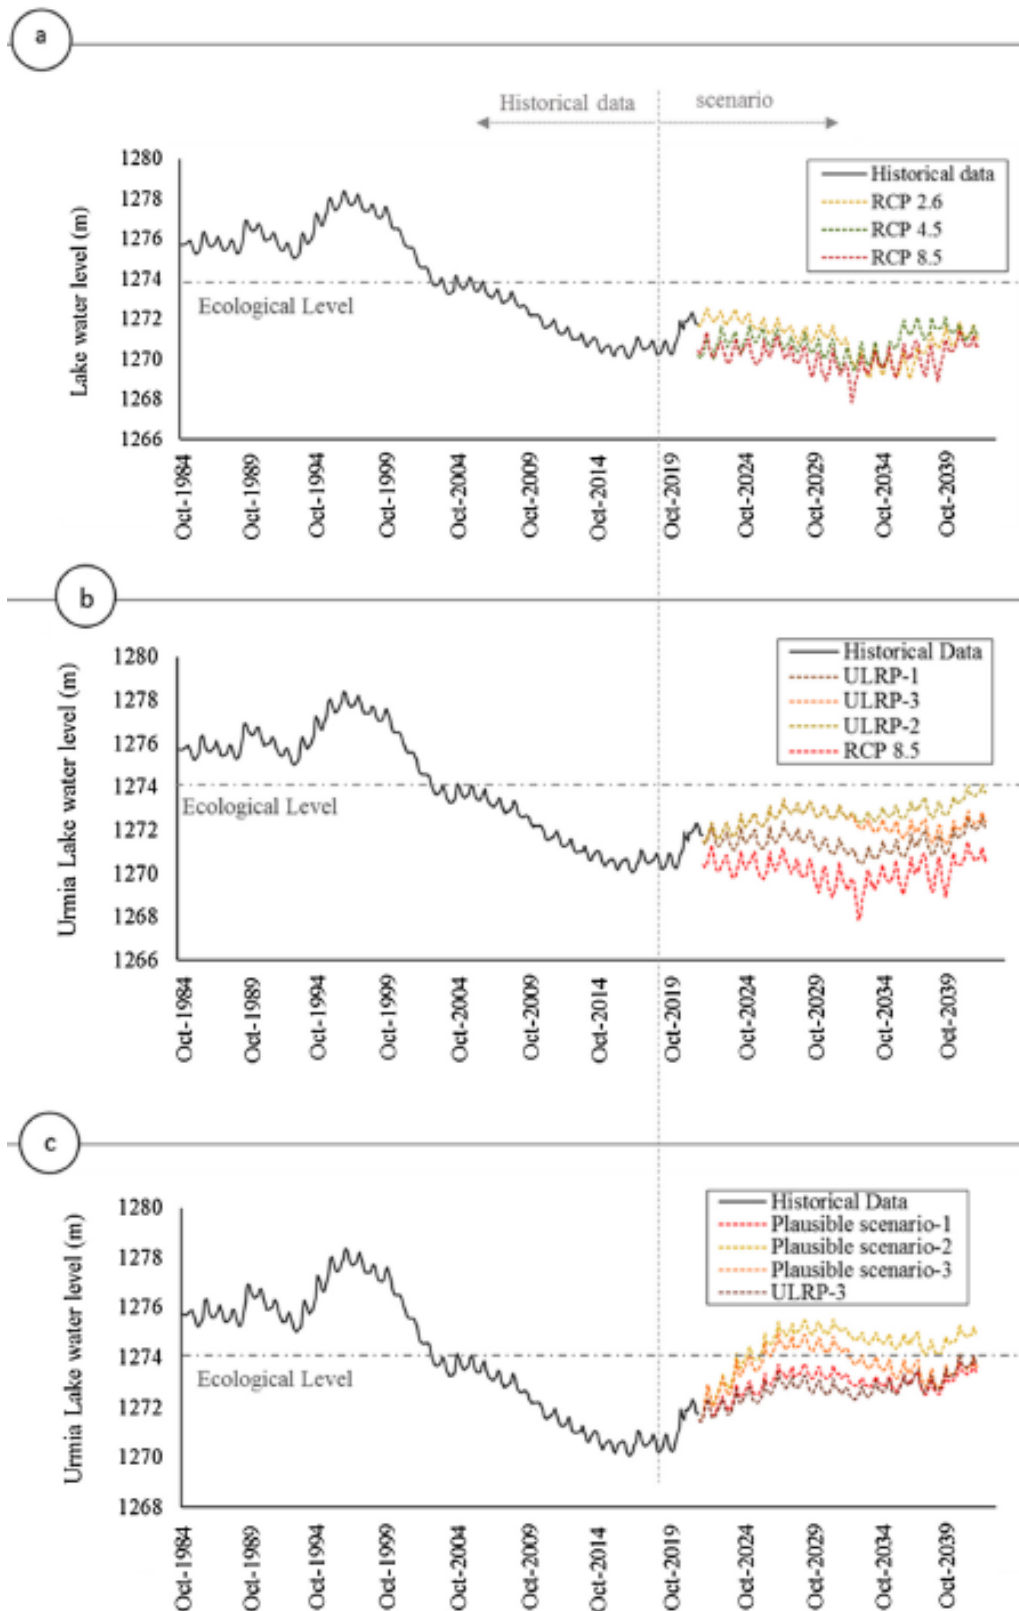 a
Historical data
scenario
Lake water level (m)
1280
1278
1276
1274
1272
1270
1268
1266
Historical data
RCP 2.6
RCP 4.5
RCP 8.5
Ecological Level
Oct-1984
Oct-1989
Oct-1994
Oct-1999
Oct-2004
Oct-2009
Oct-2014
Oct-2019
Oct-2024
Oct-2029
Oct-2034
Oct-2039
b
Urmia Lake water level (m)
1280
1278
1276
1274
1272
1270
1268
1266
Historical Data
ULRP-1
ULRP-3
ULRP-2
RCP 8.5
Ecological Level
Oct-1984
Oct-1989
Oct-1994
Oct-1999
Oct-2004
Oct-2009
Oct-2014
Oct-2019
Oct-2024
Oct-2029
Oct-2034
Oct-2039
c
Urmia Lake water level (m)
1280
1278
1276
1274
1272
1270
1268
Historical Data
Plausible scenario-1
Plausible scenario-2
Plausible scenario-3
ULRP-3
Ecological Level
Oct-1984
Oct-1989
Oct-1994
Oct-1999
Oct-2004
Oct-2009
Oct-2014
Oct-2019
Oct-2024
Oct-2029
Oct-2034
Oct-2039